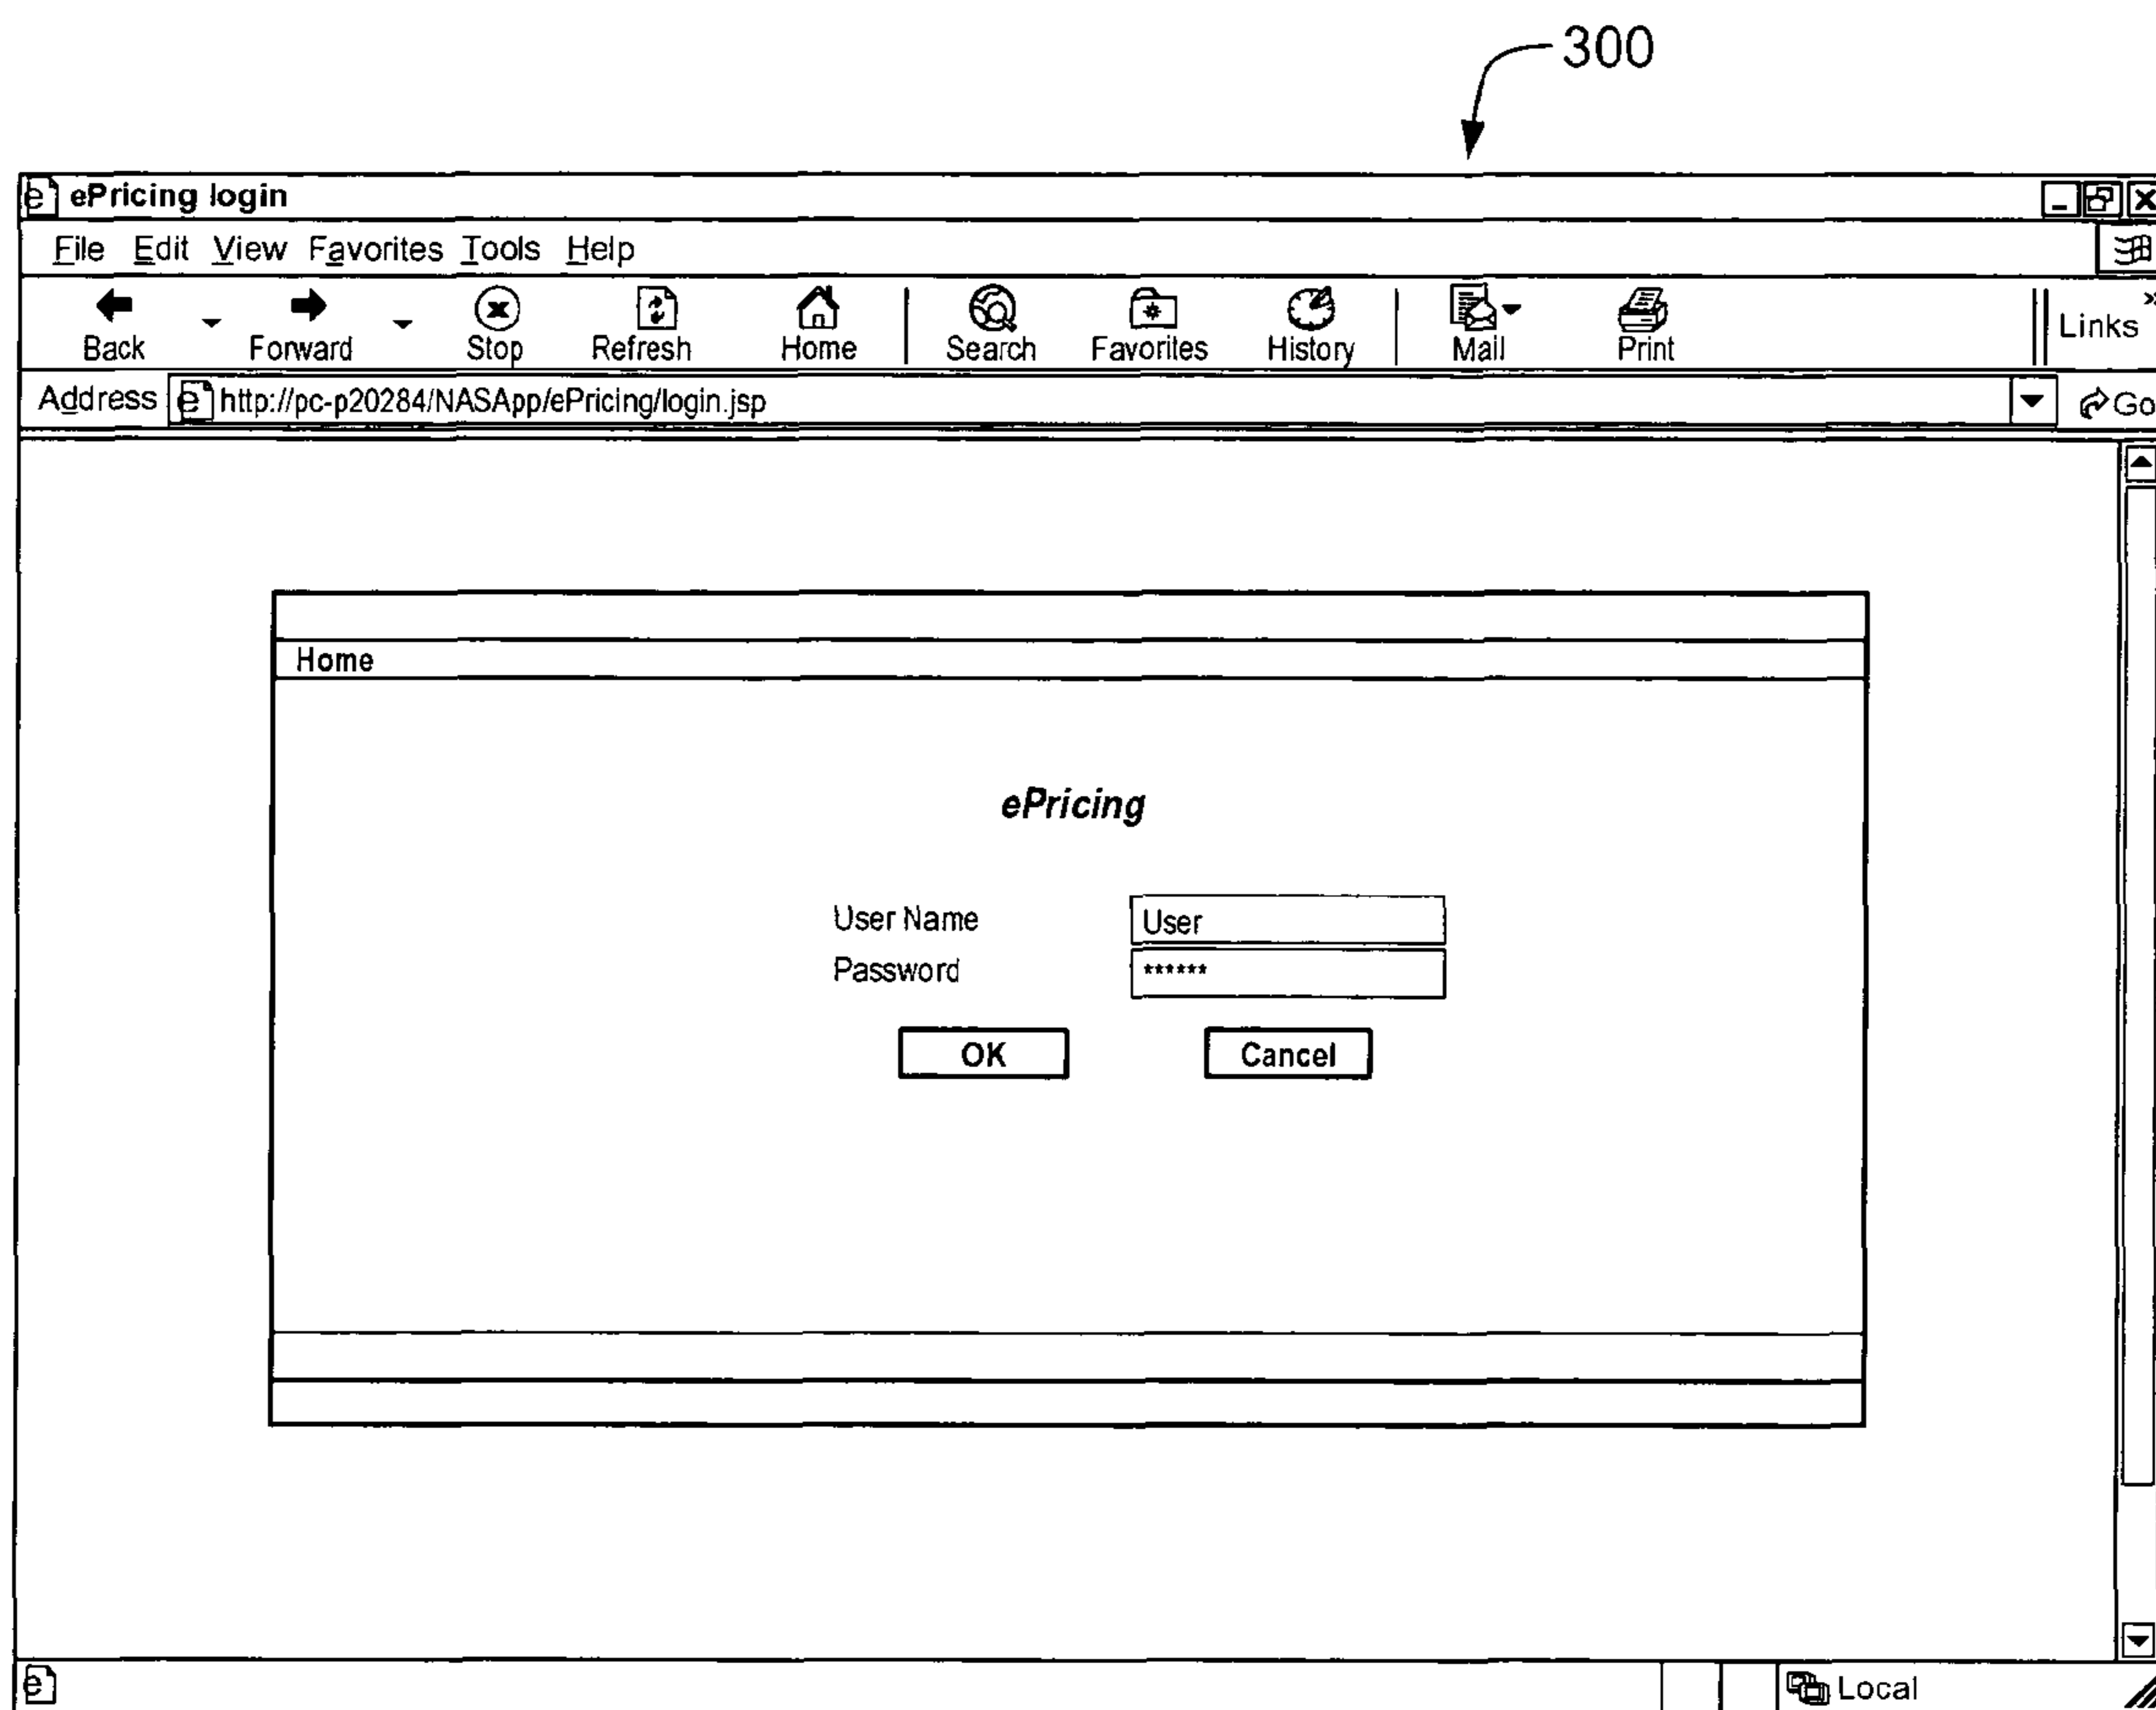 300
ePricing login
File Edit View Favorites Tools Help
Back Forward Stop Refresh Home Search Favorites History Mail Print Links »
Address http://pc-p20284/NASApp/ePricing/login.jsp Go
Home
ePricing
User Name User
Password ******
OK Cancel
Local